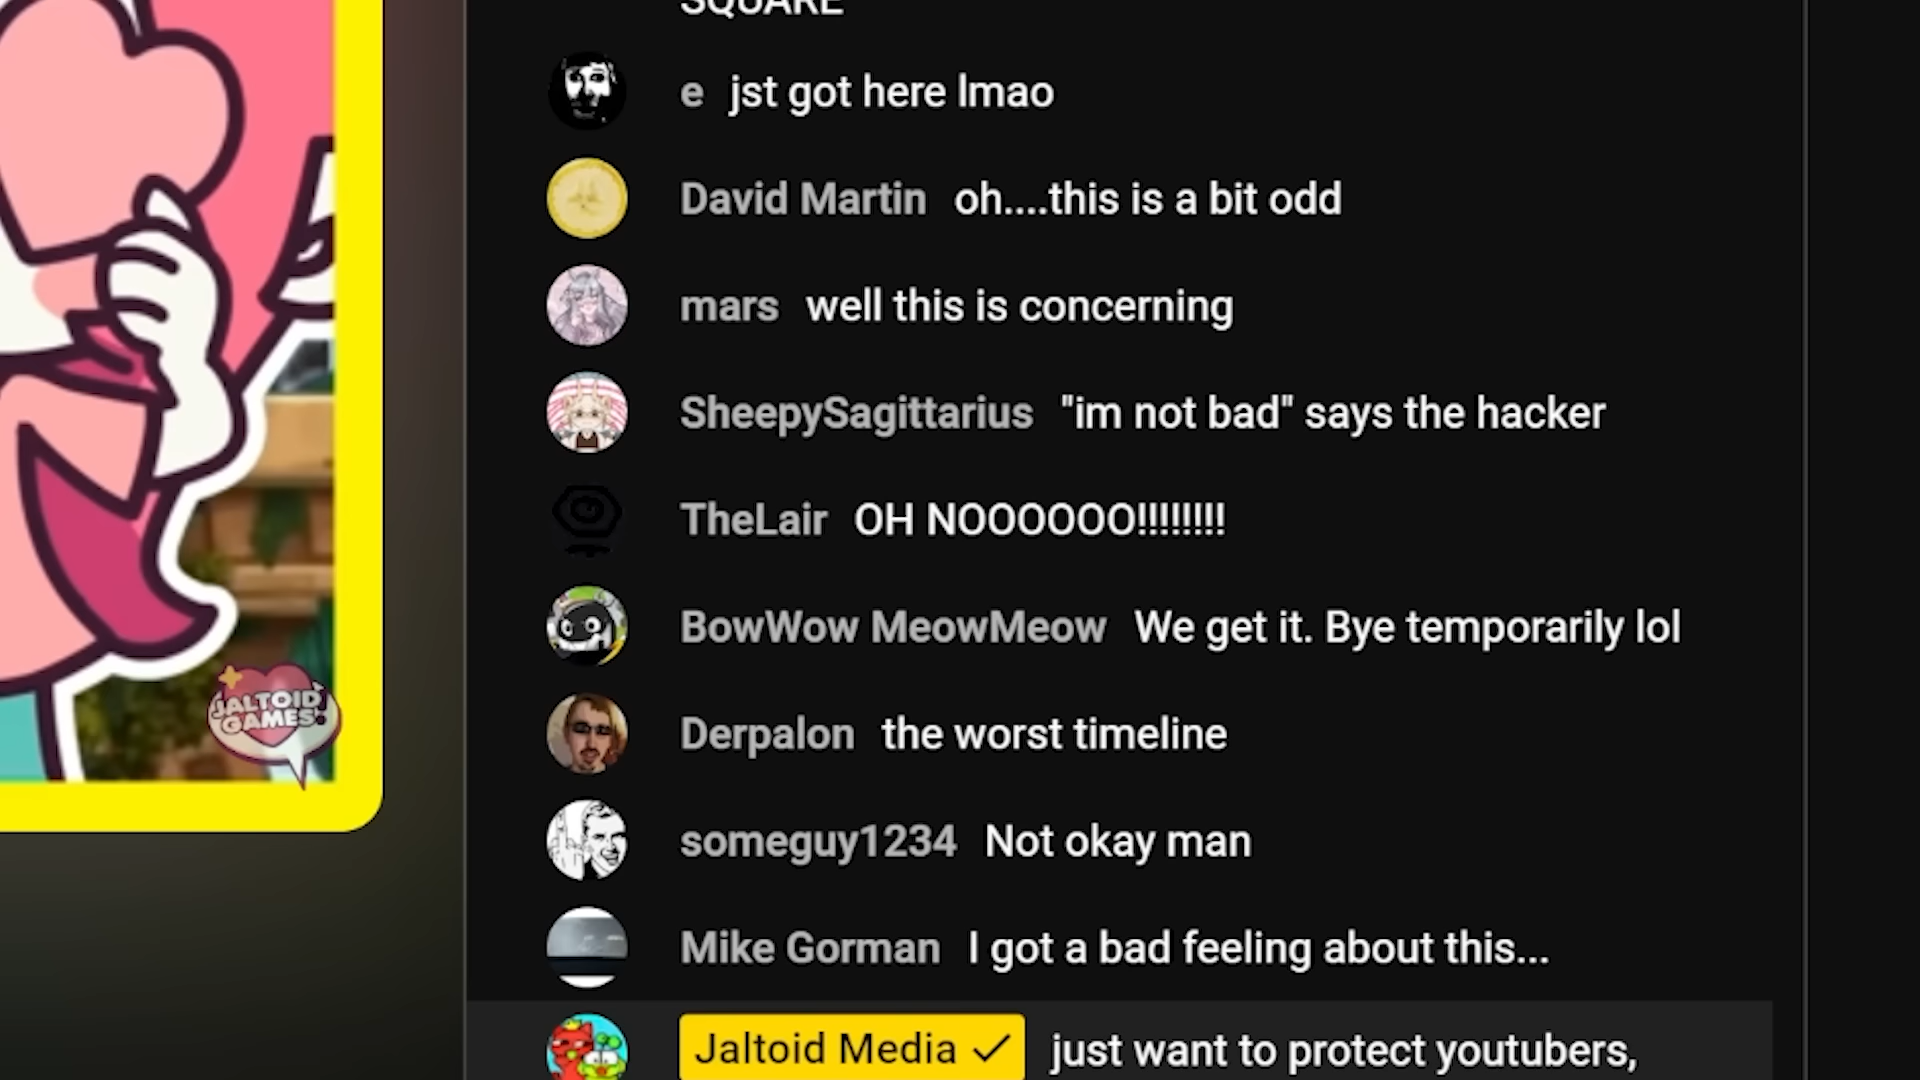 SQUARE
e jst got here lmao
David Martin oh....this is a bit odd
mars well this is concerning
SheepySagittarius "im not bad" says the hacker
TheLair OH NOOOOOO!!!!!!!!
BowWow MeowMeow We get it. Bye temporarily lol
Derpalon the worst timeline
someguy1234 Not okay man
Mike Gorman I got a bad feeling about this...
Jaltoid Media ✓ just want to protect youtubers,
JALTOID
GAMES!